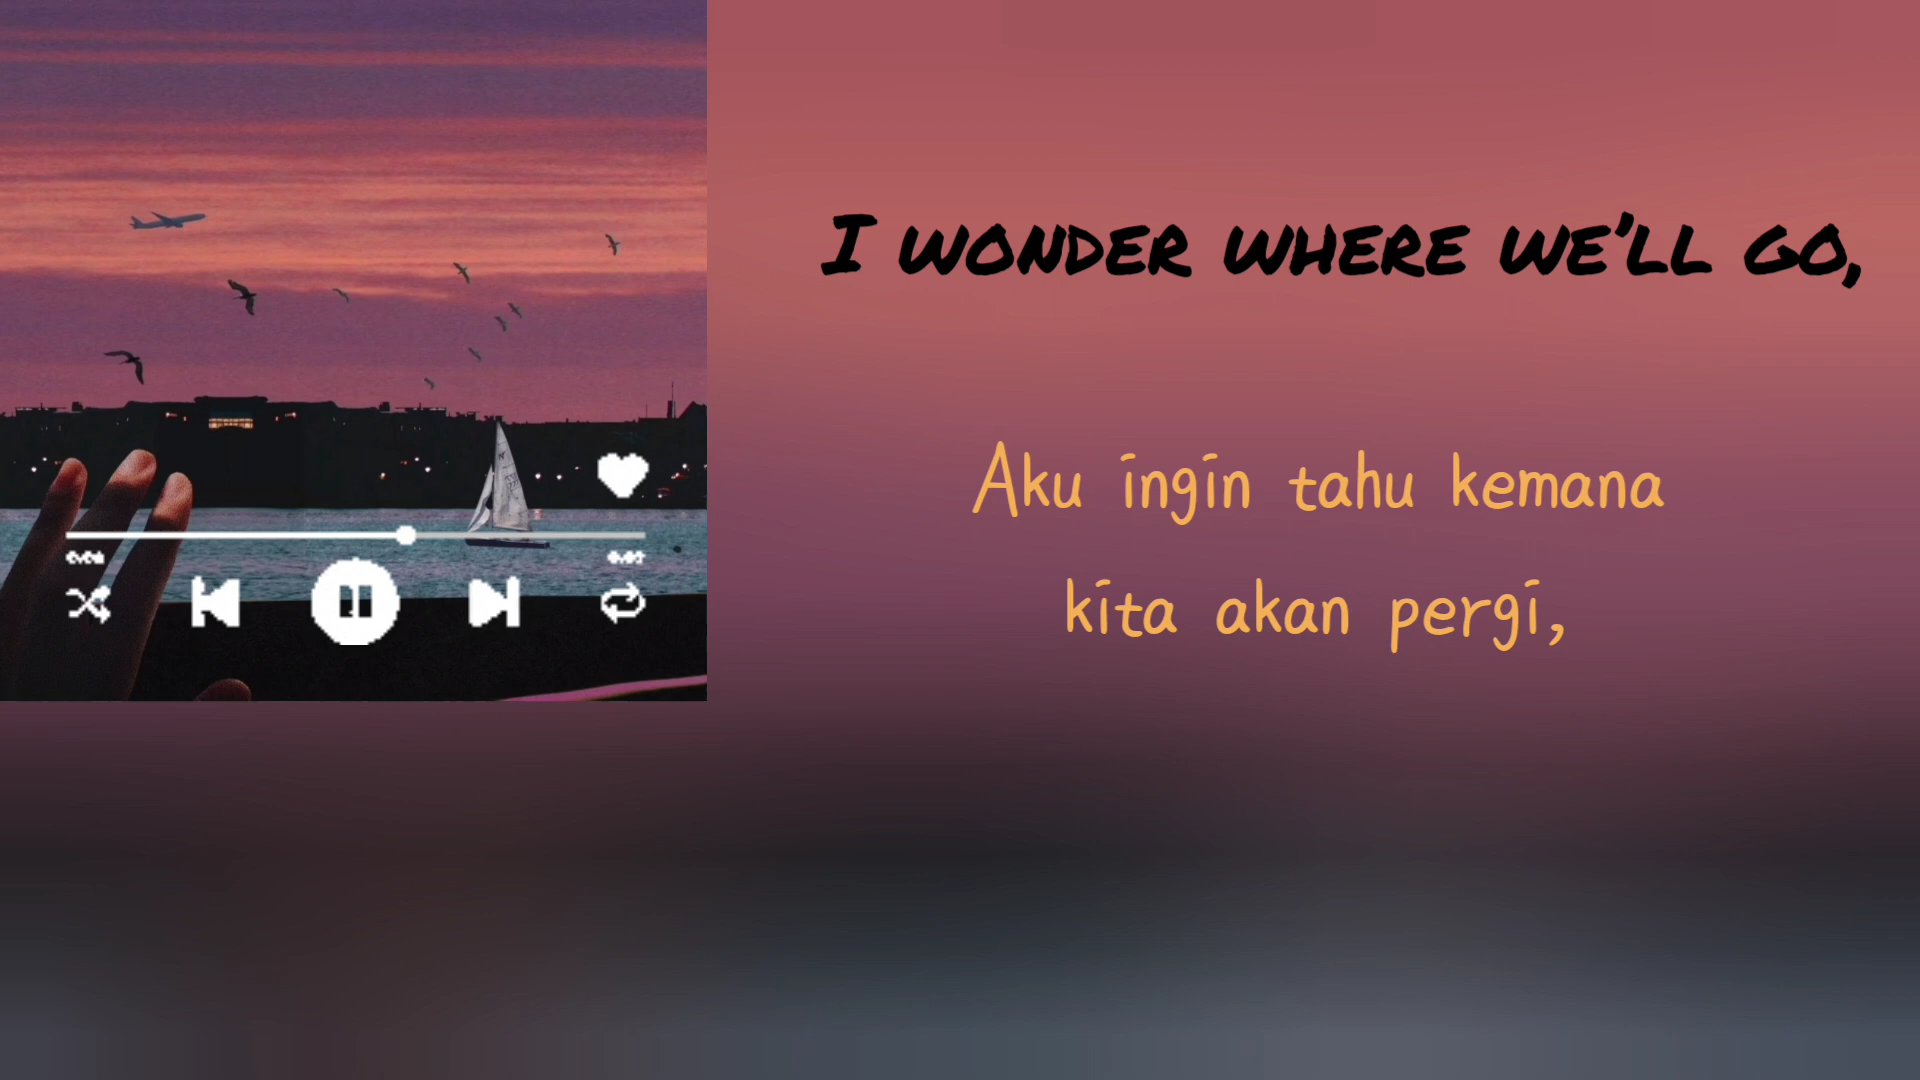 I WONDER WHERE WE'LL GO,
Aku ingin tahu kemana
kita akan pergi,